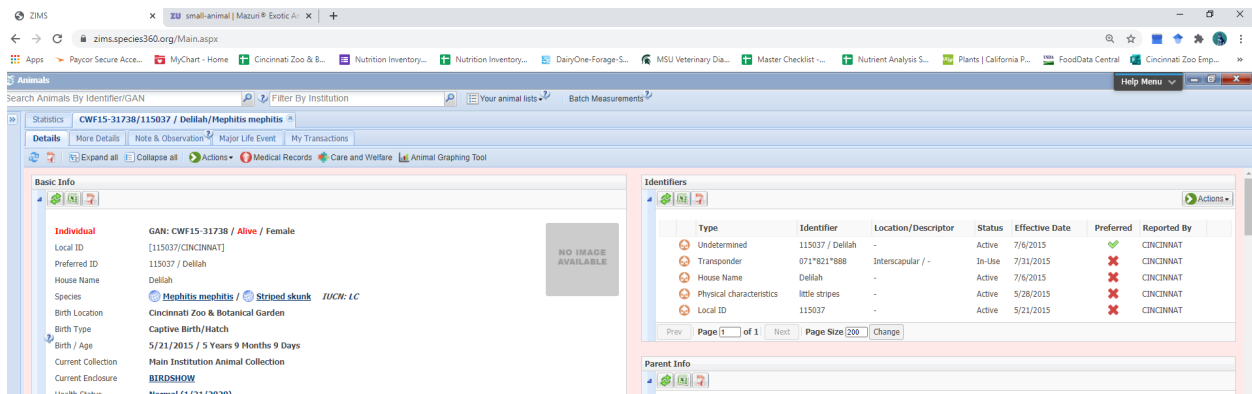 ZIMS
small-animal | Mazuri® Exotic An
zims.species360.org/Main.aspx
Apps Paycor Secure Acce... MyChart - Home Cincinnati Zoo & B... Nutrition Inventory... Nutrition Inventory... DairyOne-Forage-S... MSU Veterinary Dia... Master Checklist -... Nutrient Analysis S... Plants | California P... FoodData Central Cincinnati Zoo Emp...
Animals
Help Menu
Search Animals By Identifier/GAN Filter By Institution Your animal lists Batch Measurements
Statistics CWF15-31738/115037 / Delilah/Mephitis mephitis
Details More Details Note & Observation Major Life Event My Transactions
Expand all Collapse all Actions Medical Records Care and Welfare Animal Graphing Tool
Basic Info
Individual GAN: CWF15-31738 / Alive / Female
Local ID [115037/CINCINNAT]
Preferred ID 115037 / Delilah
House Name Delilah
Species Mephitis mephitis / Striped skunk IUCN: LC
Birth Location Cincinnati Zoo & Botanical Garden
Birth Type Captive Birth/Hatch
Birth / Age 5/21/2015 / 5 Years 9 Months 9 Days
Current Collection Main Institution Animal Collection
Current Enclosure BIRDSHOW
Health Status Normal (1/21/2020)
NO IMAGE
AVAILABLE
Identifiers
Actions
Type Identifier Location/Descriptor Status Effective Date Preferred Reported By
Undetermined 115037 / Delilah - Active 7/6/2015 CINCINNAT
Transponder 071*821*888 Interscapular / - In-Use 7/31/2015 CINCINNAT
House Name Delilah - Active 7/6/2015 CINCINNAT
Physical characteristics little stripes - Active 5/28/2015 CINCINNAT
Local ID 115037 - Active 5/21/2015 CINCINNAT
Prev Page 1 of 1 Next Page Size 200 Change
Parent Info